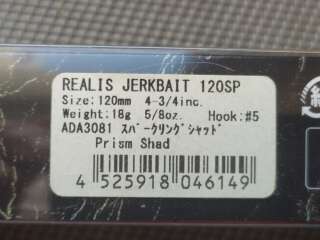 REALIS JERKBAIT 120SP
Size:120mm 4-3/4inc.
Weight:18g 5/8oz. Hook:#5
ADA3081 スパークリングシャッド
Prism Shad
4 525918 046149